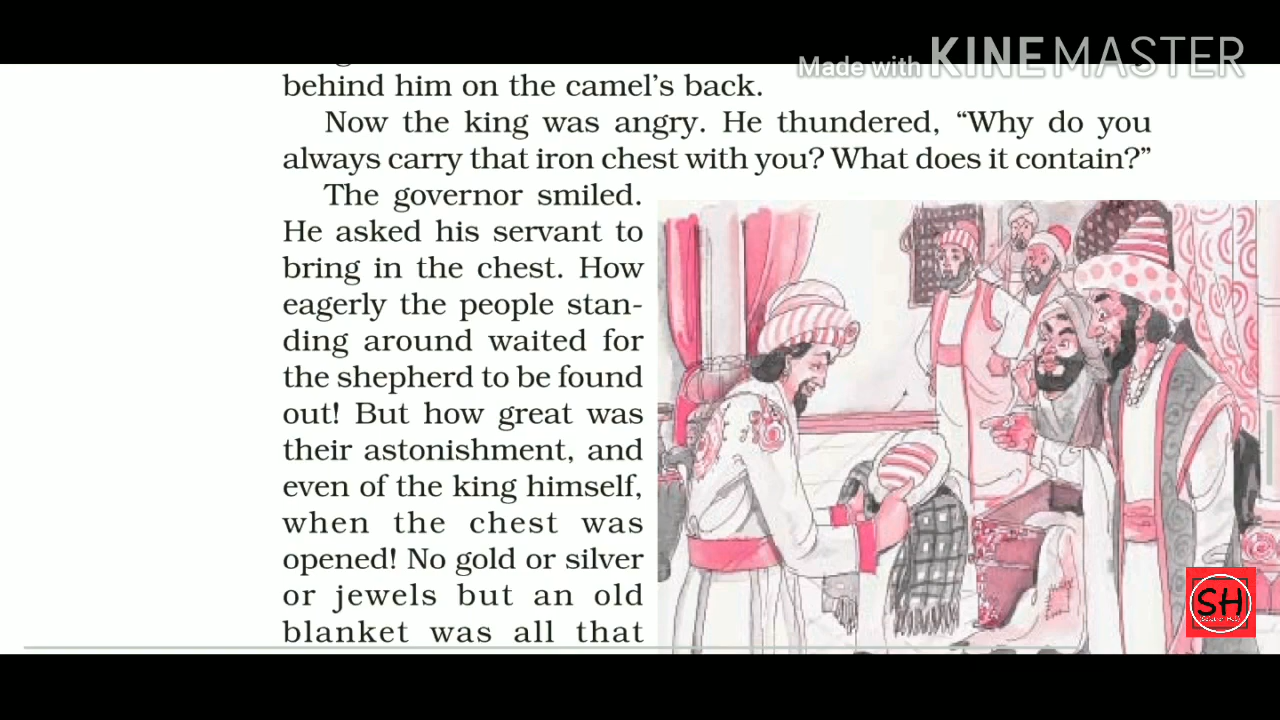 Made with KINEMASTER
behind him on the camel's back.
Now the king was angry. He thundered, “Why do you
always carry that iron chest with you? What does it contain?”
The governor smiled.
He asked his servant to
bring in the chest. How
eagerly the people stan-
ding around waited for
the shepherd to be found
out! But how great was
their astonishment, and
even of the king himself,
when the chest was
opened! No gold or silver
or jewels but an old
blanket was all that
SH